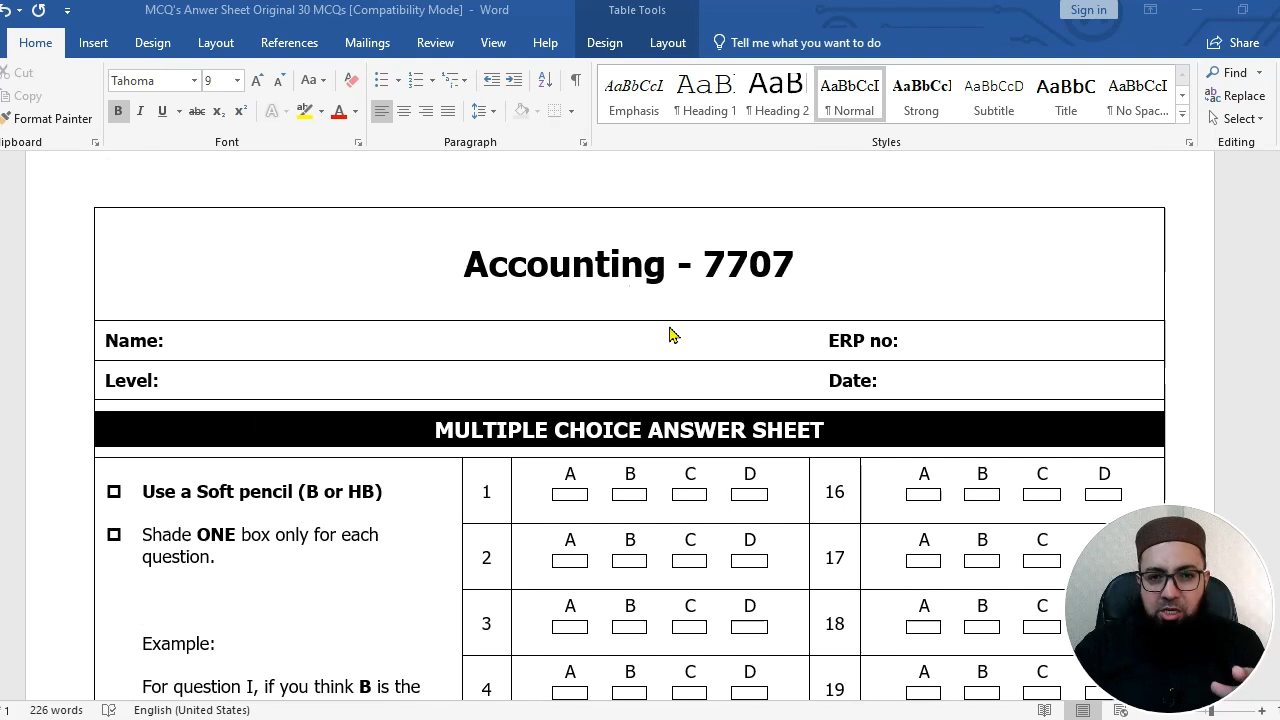 MCQ's Anwer Sheet Original 30 MCQs [Compatibility Mode] - Word
Table Tools
Sign in
Home Insert Design Layout References Mailings Review View Help Design Layout Tell me what you want to do Share
Cut
Copy
Format Painter
lipboard
Tahoma 9
Font
Paragraph
AaBbCcI AaB AaB AaBbCcI AaBbCcI AaBbCcD AaBbC AaBbCcI
Emphasis ¶ Heading 1 ¶ Heading 2 ¶ Normal Strong Subtitle Title ¶ No Spac...
Styles
Find
Replace
Select
Editing
Accounting - 7707
Name: ERP no:
Level: Date:
MULTIPLE CHOICE ANSWER SHEET
Use a Soft pencil (B or HB)
Shade ONE box only for each
question.
Example:
For question I, if you think B is the
1 A B C D 16 A B C D
2 A B C D 17 A B C
3 A B C D 18 A B C
4 A B C D 19 A B C
1 226 words English (United States)